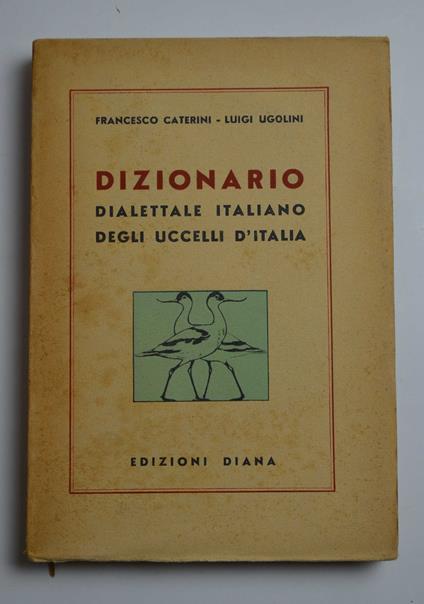 FRANCESCO CATERINI - LUIGI UGOLINI
DIZIONARIO
DIALETTALE ITALIANO
DEGLI UCCELLI D'ITALIA
EDIZIONI DIANA